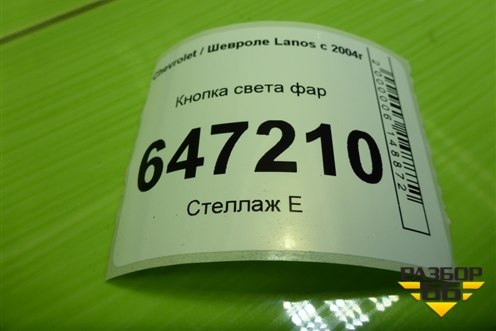 Chevrolet / Шевроле Lanos с 2004г
Кнопка света фар
647210
Стеллаж Е
2000006148872
РАЗБОР
66